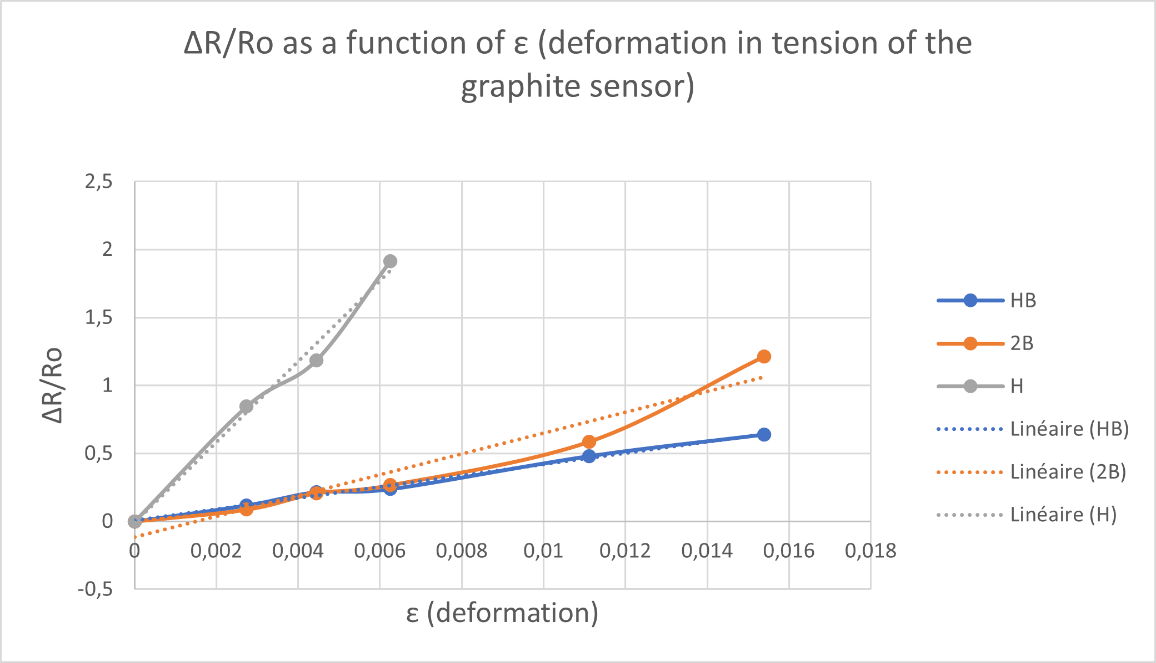 ΔR/Ro as a function of ε (deformation in tension of the
graphite sensor)
2,5
2
1,5
1
0,5
0
-0,5
ΔR/Ro
0
0,002
0,004
0,006
0,008
0,01
0,012
0,014
0,016
0,018
ε (deformation)
HB
2B
H
Linéaire (HB)
Linéaire (2B)
Linéaire (H)